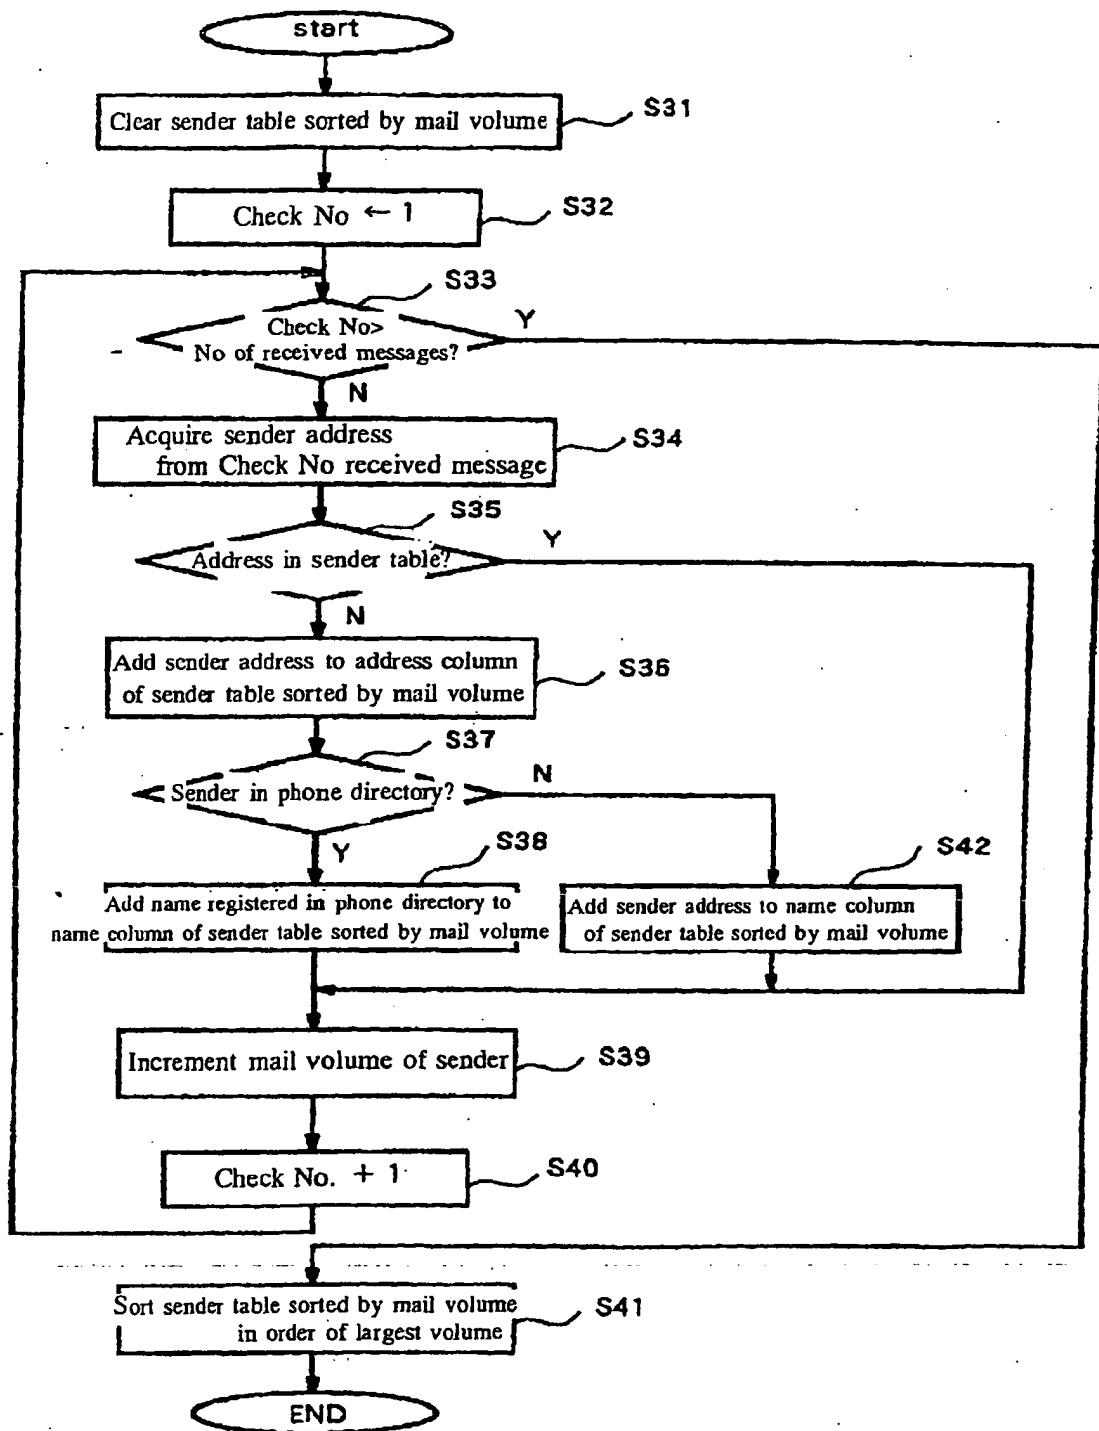 start
Clear sender table sorted by mail volume
S31
Check No ← 1
S32
S33
Check No>
No of received messages?
Y
N
Acquire sender address
from Check No received message
S34
S35
Address in sender table?
Y
N
Add sender address to address column
of sender table sorted by mail volume
S36
S37
Sender in phone directory?
N
Y
S38
Add name registered in phone directory to
name column of sender table sorted by mail volume
S42
Add sender address to name column
of sender table sorted by mail volume
Increment mail volume of sender
S39
Check No. + 1
S40
Sort sender table sorted by mail volume
in order of largest volume
S41
END